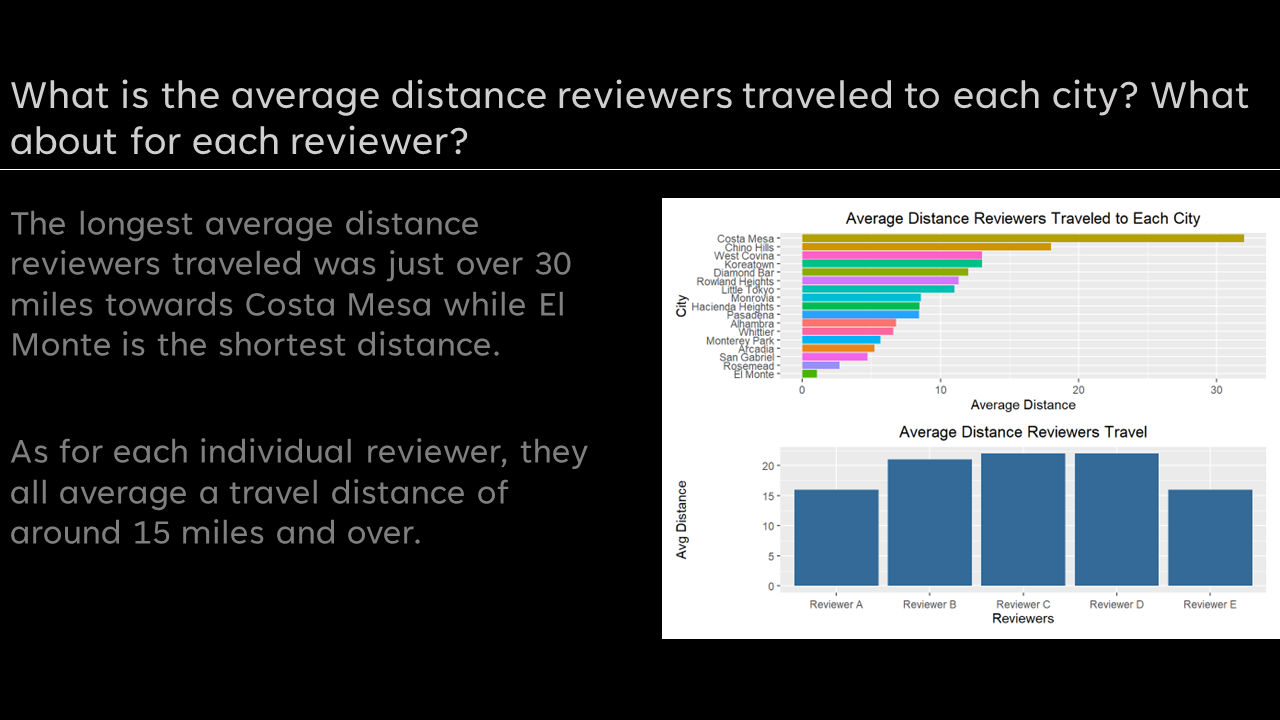 What is the average distance reviewers traveled to each city? What
about for each reviewer?
The longest average distance
reviewers traveled was just over 30
miles towards Costa Mesa while El
Monte is the shortest distance.
As for each individual reviewer, they
all average a travel distance of
around 15 miles and over.
Average Distance Reviewers Traveled to Each City
City
Costa Mesa
Chino Hills
West Covina
Koreatown
Diamond Bar
Rowland Heights
Little Tokyo
Monrovia
Hacienda Heights
Pasadena
Alhambra
Whittier
Monterey Park
Arcadia
San Gabriel
Rosemead
El Monte
0 10 20 30
Average Distance
Average Distance Reviewers Travel
Avg Distance
20
15
10
5
0
Reviewer A Reviewer B Reviewer C Reviewer D Reviewer E
Reviewers